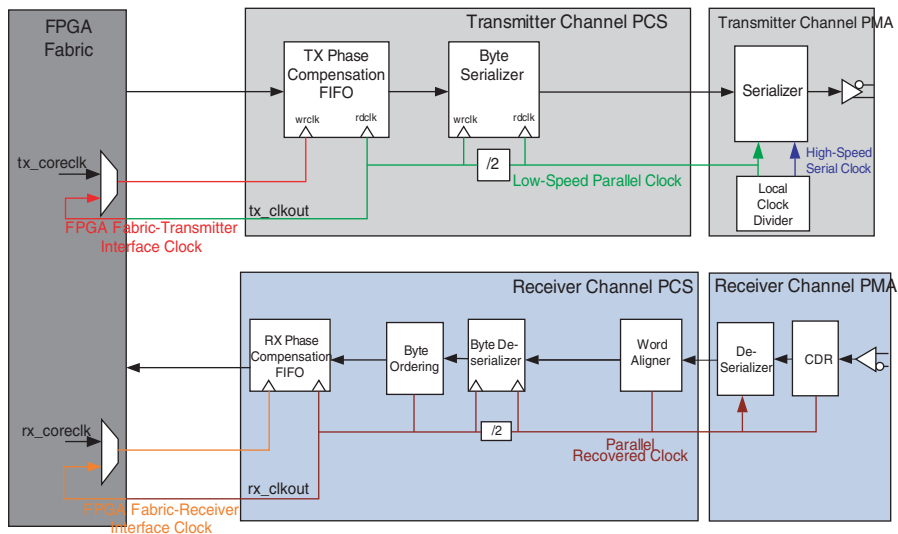 FPGA
Fabric
Transmitter Channel PCS
Transmitter Channel PMA
TX Phase
Compensation
FIFO
wrclk
rdclk
Byte
Serializer
wrclk
rdclk
/2
Serializer
High-Speed
Serial Clock
Low-Speed Parallel Clock
Local
Clock
Divider
tx_coreclk
tx_clkout
FPGA Fabric-Transmitter
Interface Clock
Receiver Channel PCS
Receiver Channel PMA
RX Phase
Compensation
FIFO
Byte
Ordering
Byte De-
serializer
Word
Aligner
De-
Serializer
CDR
/2
Parallel
Recovered Clock
rx_coreclk
rx_clkout
FPGA Fabric-Receiver
Interface Clock